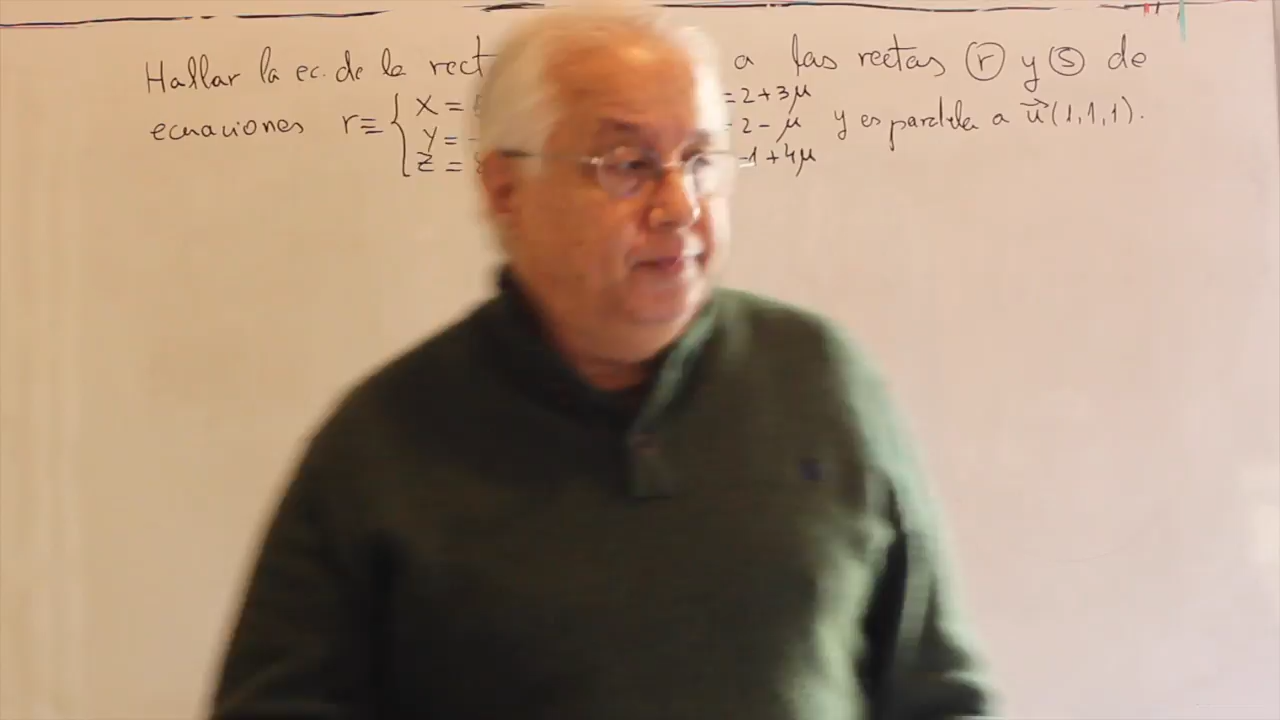 Hallar la ec. de la rect a las rectas (r) y (s) de
ecuaciones r≡ { X = = 2+3μ y es paralela a u⃗(1,1,1).
Y = 2 - μ
Z = -1+4μ